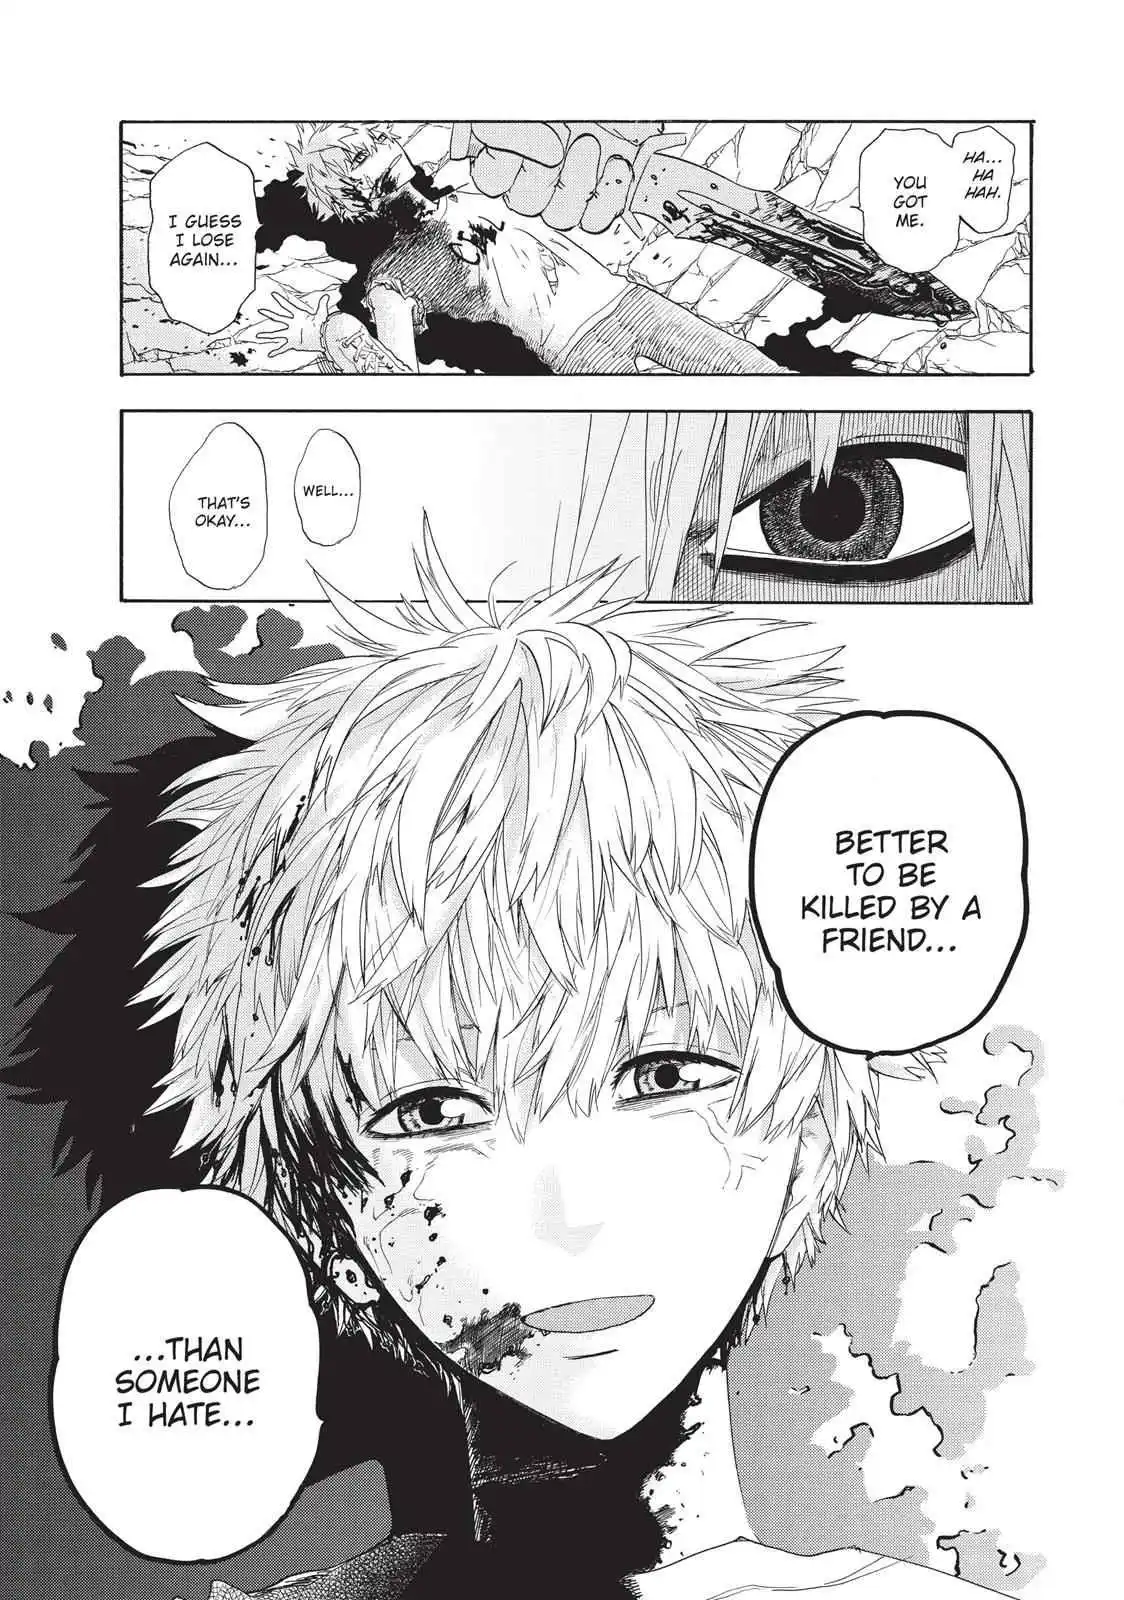 HA...
HA
HAH.
YOU
GOT
ME.
I GUESS
I LOSE
AGAIN...
WELL...
THAT'S
OKAY...
BETTER
TO BE
KILLED BY A
FRIEND...
...THAN
SOMEONE
I HATE...